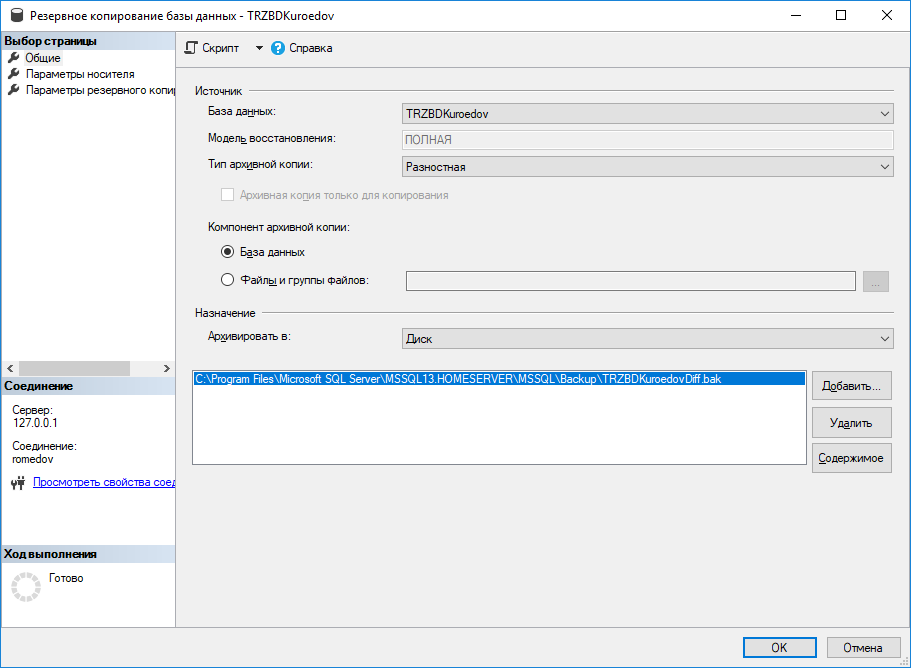 Резервное копирование базы данных - TRZBDKuroedov
Выбор страницы
Общие
Параметры носителя
Параметры резервного копир
Скрипт
Справка
Источник
База данных:
TRZBDKuroedov
Модель восстановления:
ПОЛНАЯ
Тип архивной копии:
Разностная
Архивная копия только для копирования
Компонент архивной копии:
База данных
Файлы и группы файлов:
...
Назначение
Архивировать в:
Диск
C:\Program Files\Microsoft SQL Server\MSSQL13.HOMESERVER\MSSQL\Backup\TRZBDKuroedovDiff.bak
Добавить...
Удалить
Содержимое
Соединение
Сервер:
127.0.0.1
Соединение:
romedov
Просмотреть свойства соед
Ход выполнения
Готово
OK
Отмена